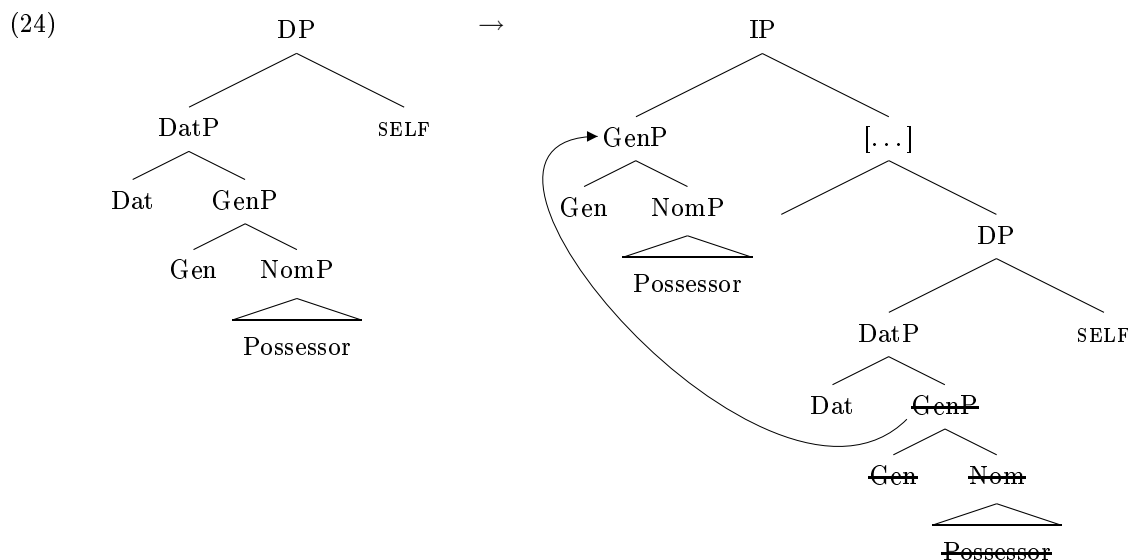 (24) DP → IP
DatP SELF GenP [...]
Dat GenP Gen NomP
Gen NomP Possessor DP
Possessor DatP SELF
Dat GenP
Gen Nom
Possessor